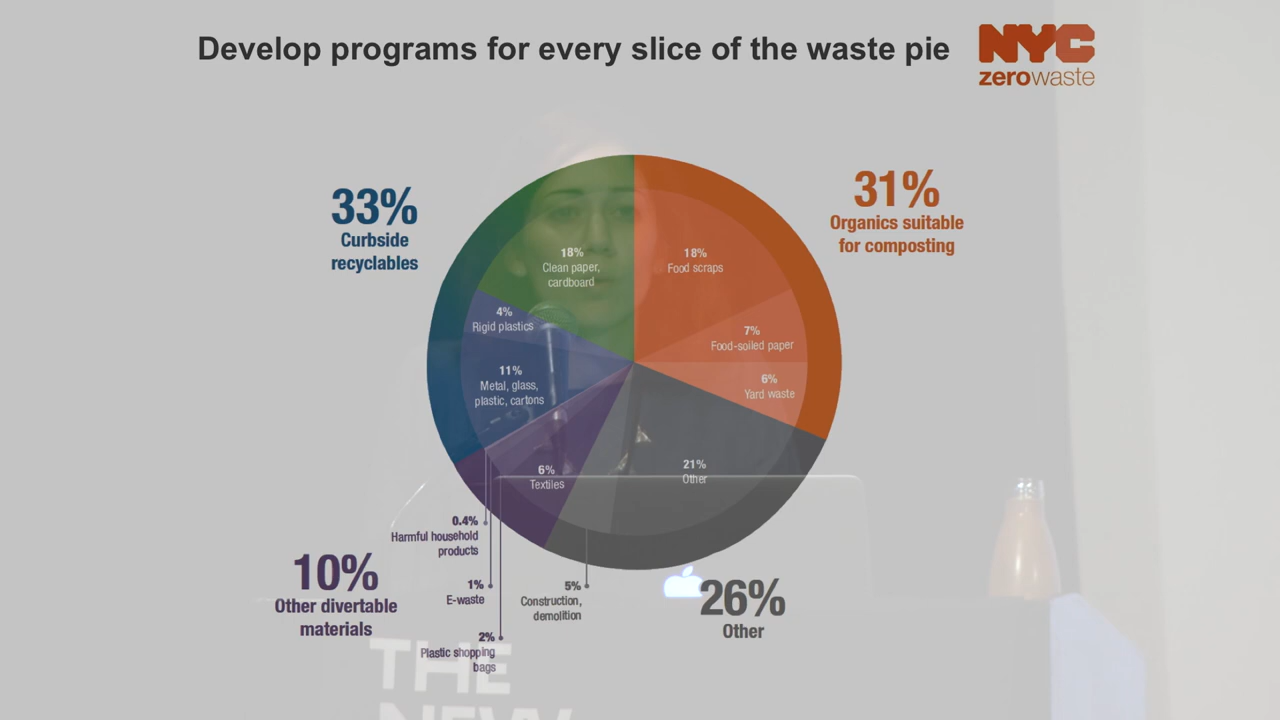 Develop programs for every slice of the waste pie
NYC
zerowaste
33%
Curbside
recyclables
31%
Organics suitable
for composting
18%
Clean paper,
cardboard
18%
Food scraps
4%
Rigid plastics
7%
Food-soiled paper
11%
Metal, glass,
plastic, cartons
6%
Yard waste
6%
Textiles
21%
Other
0.4%
Harmful household
products
1%
E-waste
2%
Plastic shopping
bags
5%
Construction,
demolition
10%
Other divertable
materials
26%
Other
THE
NEW